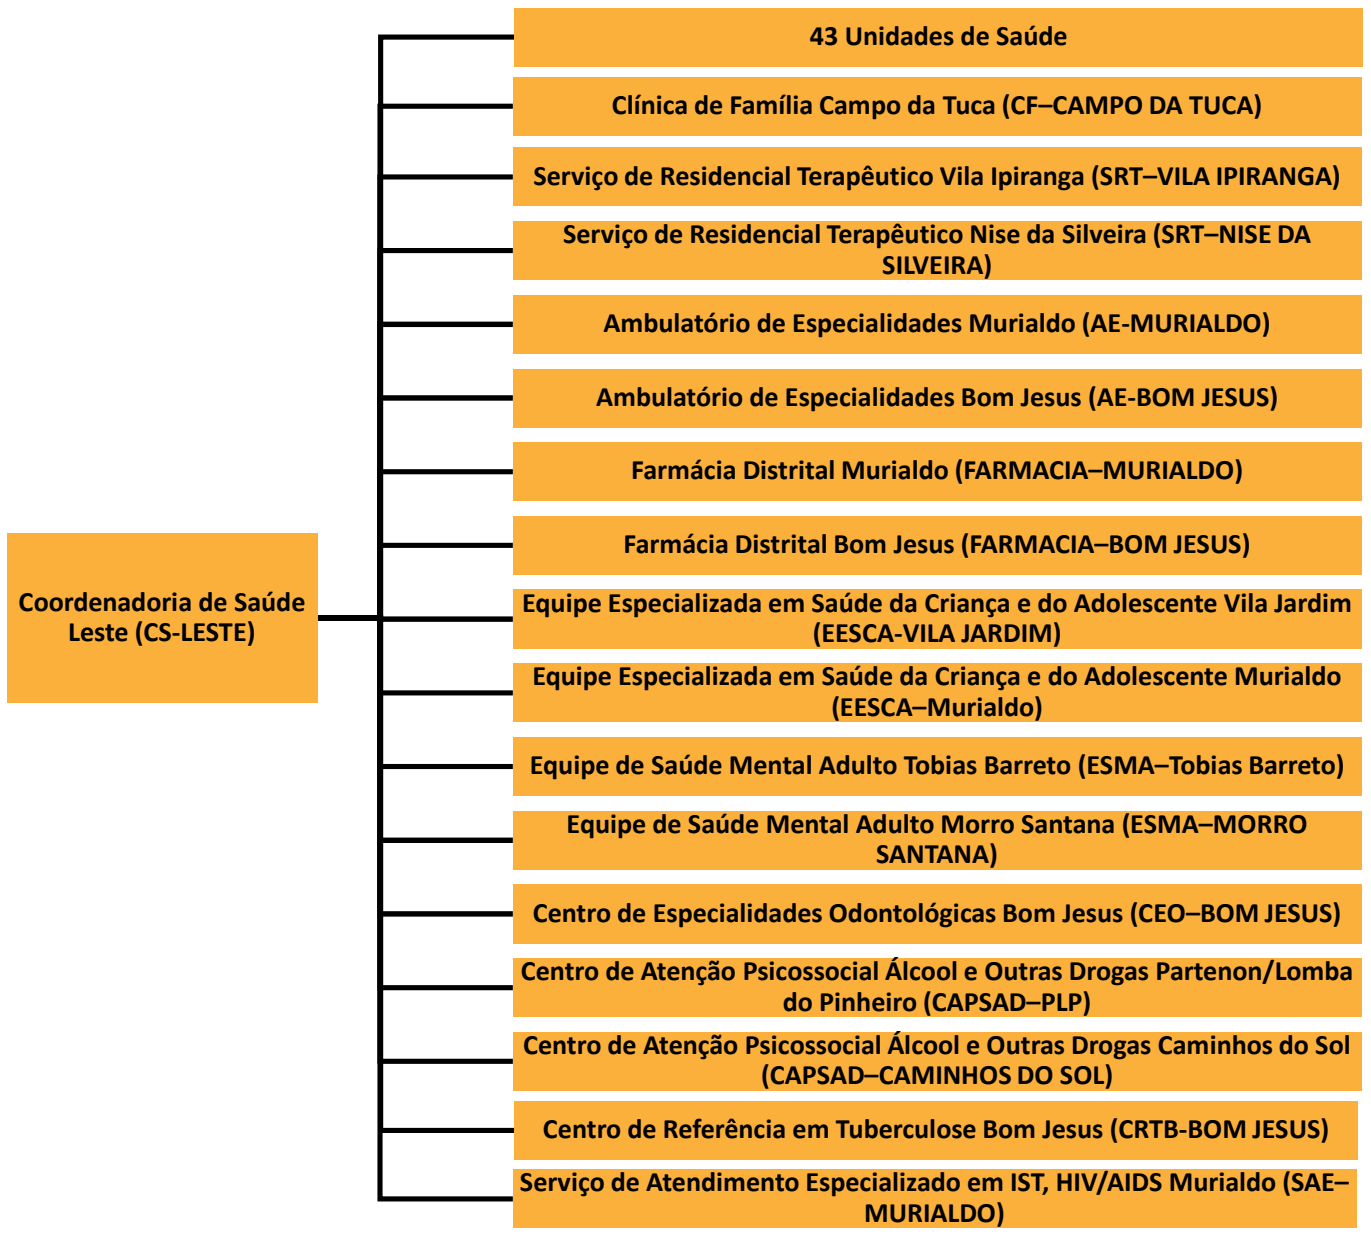 43 Unidades de Saúde
Clínica de Família Campo da Tuca (CF–CAMPO DA TUCA)
Serviço de Residencial Terapêutico Vila Ipiranga (SRT–VILA IPIRANGA)
Serviço de Residencial Terapêutico Nise da Silveira (SRT–NISE DA
SILVEIRA)
Ambulatório de Especialidades Murialdo (AE-MURIALDO)
Ambulatório de Especialidades Bom Jesus (AE-BOM JESUS)
Farmácia Distrital Murialdo (FARMACIA–MURIALDO)
Farmácia Distrital Bom Jesus (FARMACIA–BOM JESUS)
Coordenadoria de Saúde
Leste (CS-LESTE)
Equipe Especializada em Saúde da Criança e do Adolescente Vila Jardim
(EESCA-VILA JARDIM)
Equipe Especializada em Saúde da Criança e do Adolescente Murialdo
(EESCA–Murialdo)
Equipe de Saúde Mental Adulto Tobias Barreto (ESMA–Tobias Barreto)
Equipe de Saúde Mental Adulto Morro Santana (ESMA–MORRO
SANTANA)
Centro de Especialidades Odontológicas Bom Jesus (CEO–BOM JESUS)
Centro de Atenção Psicossocial Álcool e Outras Drogas Partenon/Lomba
do Pinheiro (CAPSAD–PLP)
Centro de Atenção Psicossocial Álcool e Outras Drogas Caminhos do Sol
(CAPSAD–CAMINHOS DO SOL)
Centro de Referência em Tuberculose Bom Jesus (CRTB-BOM JESUS)
Serviço de Atendimento Especializado em IST, HIV/AIDS Murialdo (SAE–
MURIALDO)